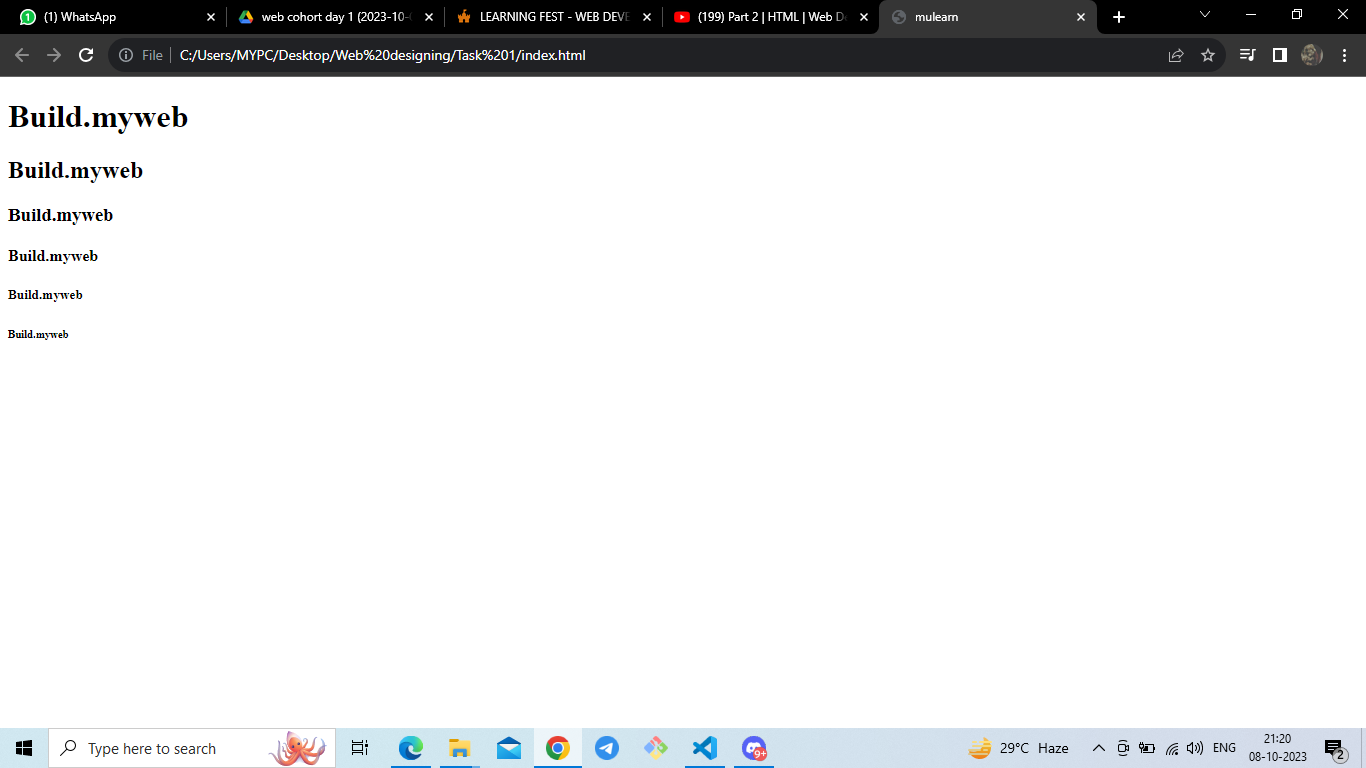 (1) WhatsApp
web cohort day 1 (2023-10-
LEARNING FEST - WEB DEVE
(199) Part 2 | HTML | Web De
mulearn
File
C:/Users/MYPC/Desktop/Web%20designing/Task%201/index.html
Build.myweb
Build.myweb
Build.myweb
Build.myweb
Build.myweb
Build.myweb
Type here to search
9+
29°C Haze
ENG
21:20
08-10-2023
2